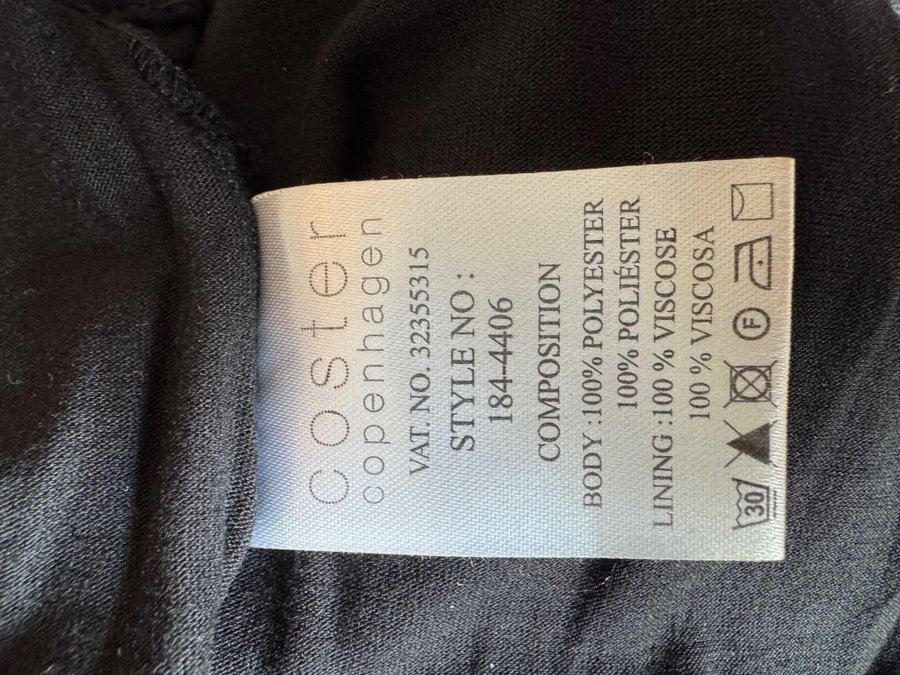 coster
copenhagen
VAT. NO. 32355315
STYLE NO :
184-4406
COMPOSITION
BODY :100% POLYESTER
100% POLIÉSTER
LINING :100 % VISCOSE
100 % VISCOSA
30 F